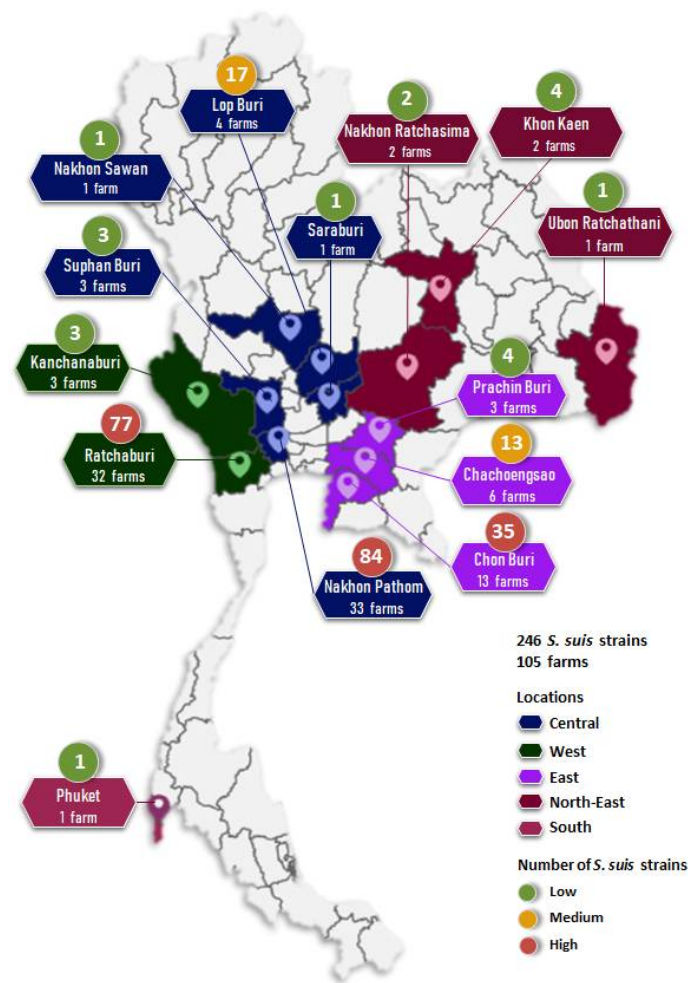 17
Lop Buri
4 farms
2
Nakhon Ratchasima
2 farms
4
Khon Kaen
2 farms
1
Nakhon Sawan
1 farm
1
Saraburi
1 farm
1
Ubon Ratchathani
1 farm
3
Suphan Buri
3 farms
3
Kanchanaburi
3 farms
4
Prachin Buri
3 farms
77
Ratchaburi
32 farms
13
Chachoengsao
6 farms
84
Nakhon Pathom
33 farms
35
Chon Buri
13 farms
1
Phuket
1 farm
246 S. suis strains
105 farms
Locations
Central
West
East
North-East
South
Number of S. suis strains
Low
Medium
High